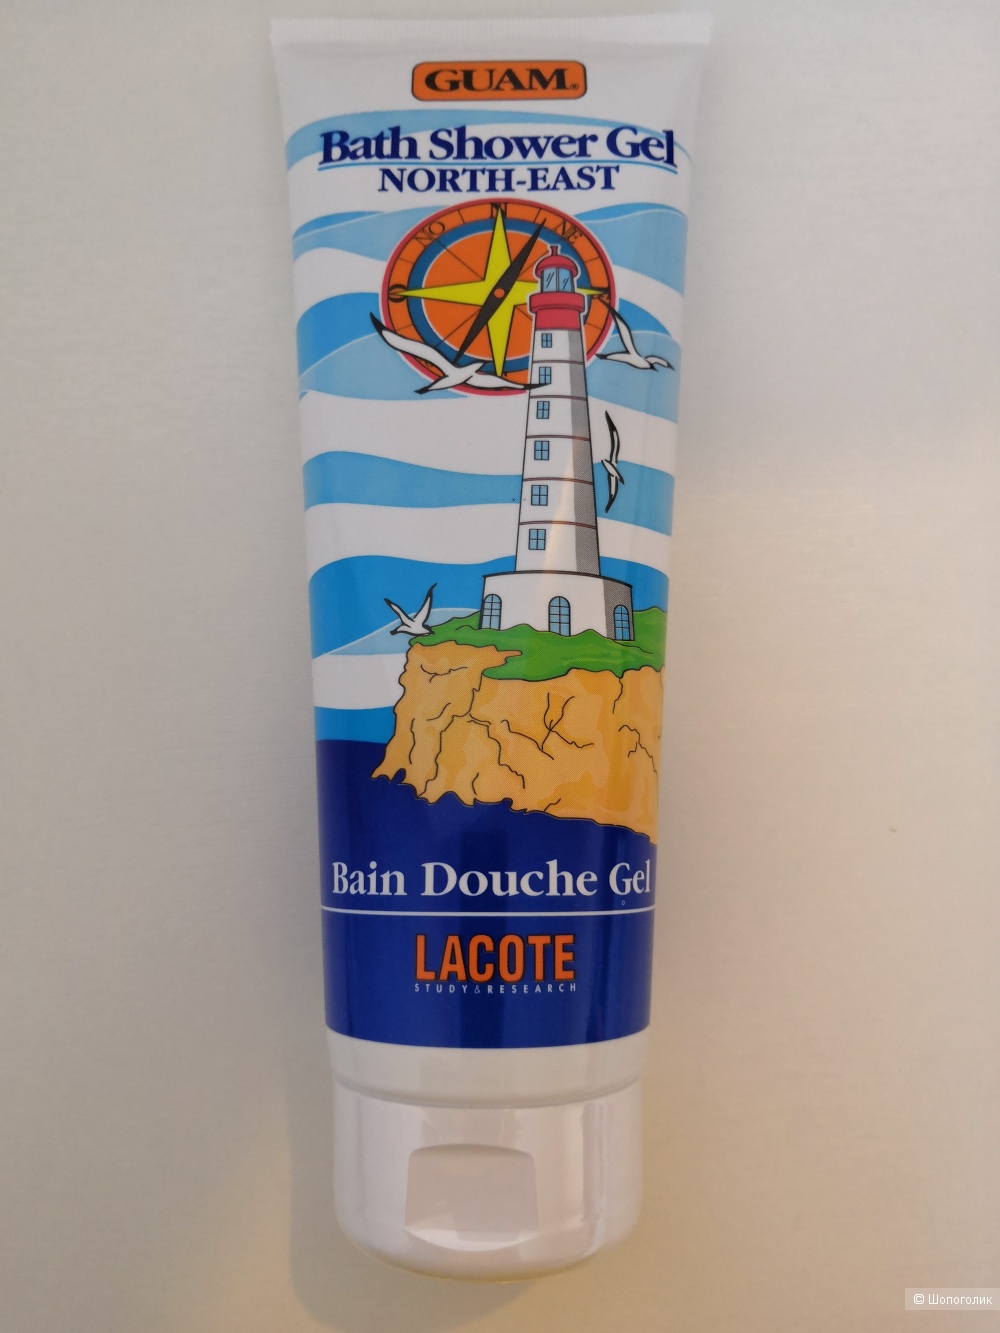 GUAM®
Bath Shower Gel
NORTH-EAST
NO N NE
O
Bain Douche Gel
LACOTE
STUDY&RESEARCH
© Шопоголик